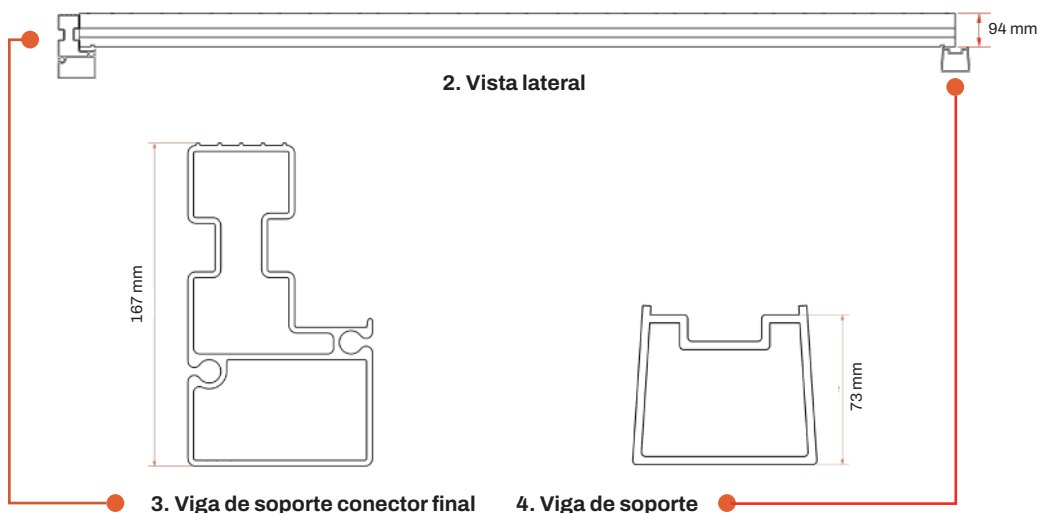 94 mm
2. Vista lateral
167 mm
73 mm
3. Viga de soporte conector final
4. Viga de soporte